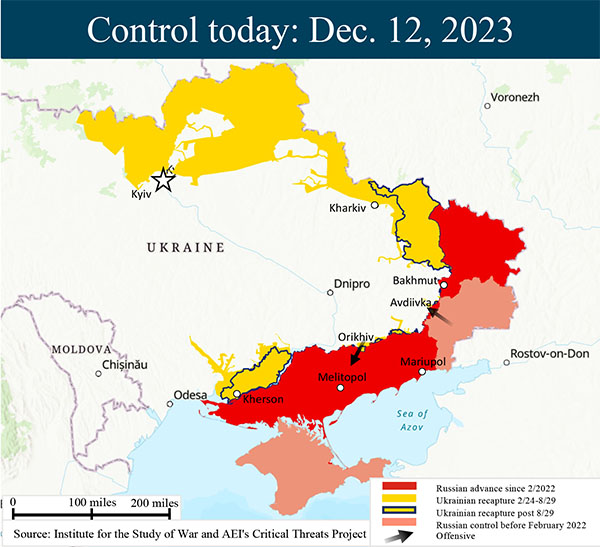 Control today: Dec. 12, 2023
Voronezh
Kyiv
Kharkiv
UKRAINE
Dnipro
Bakhmut
Avdiivka
Orikhiv
MOLDOVA
Chișinău
Rostov-on-Don
Mariupol
Melitopol
Odesa
Kherson
Sea of
Azov
0 100 miles 200 miles
Russian advance since 2/2022
Ukrainian recapture 2/24-8/29
Ukrainian recapture post 8/29
Russian control before February 2022
Offensive
Source: Institute for the Study of War and AEI's Critical Threats Project